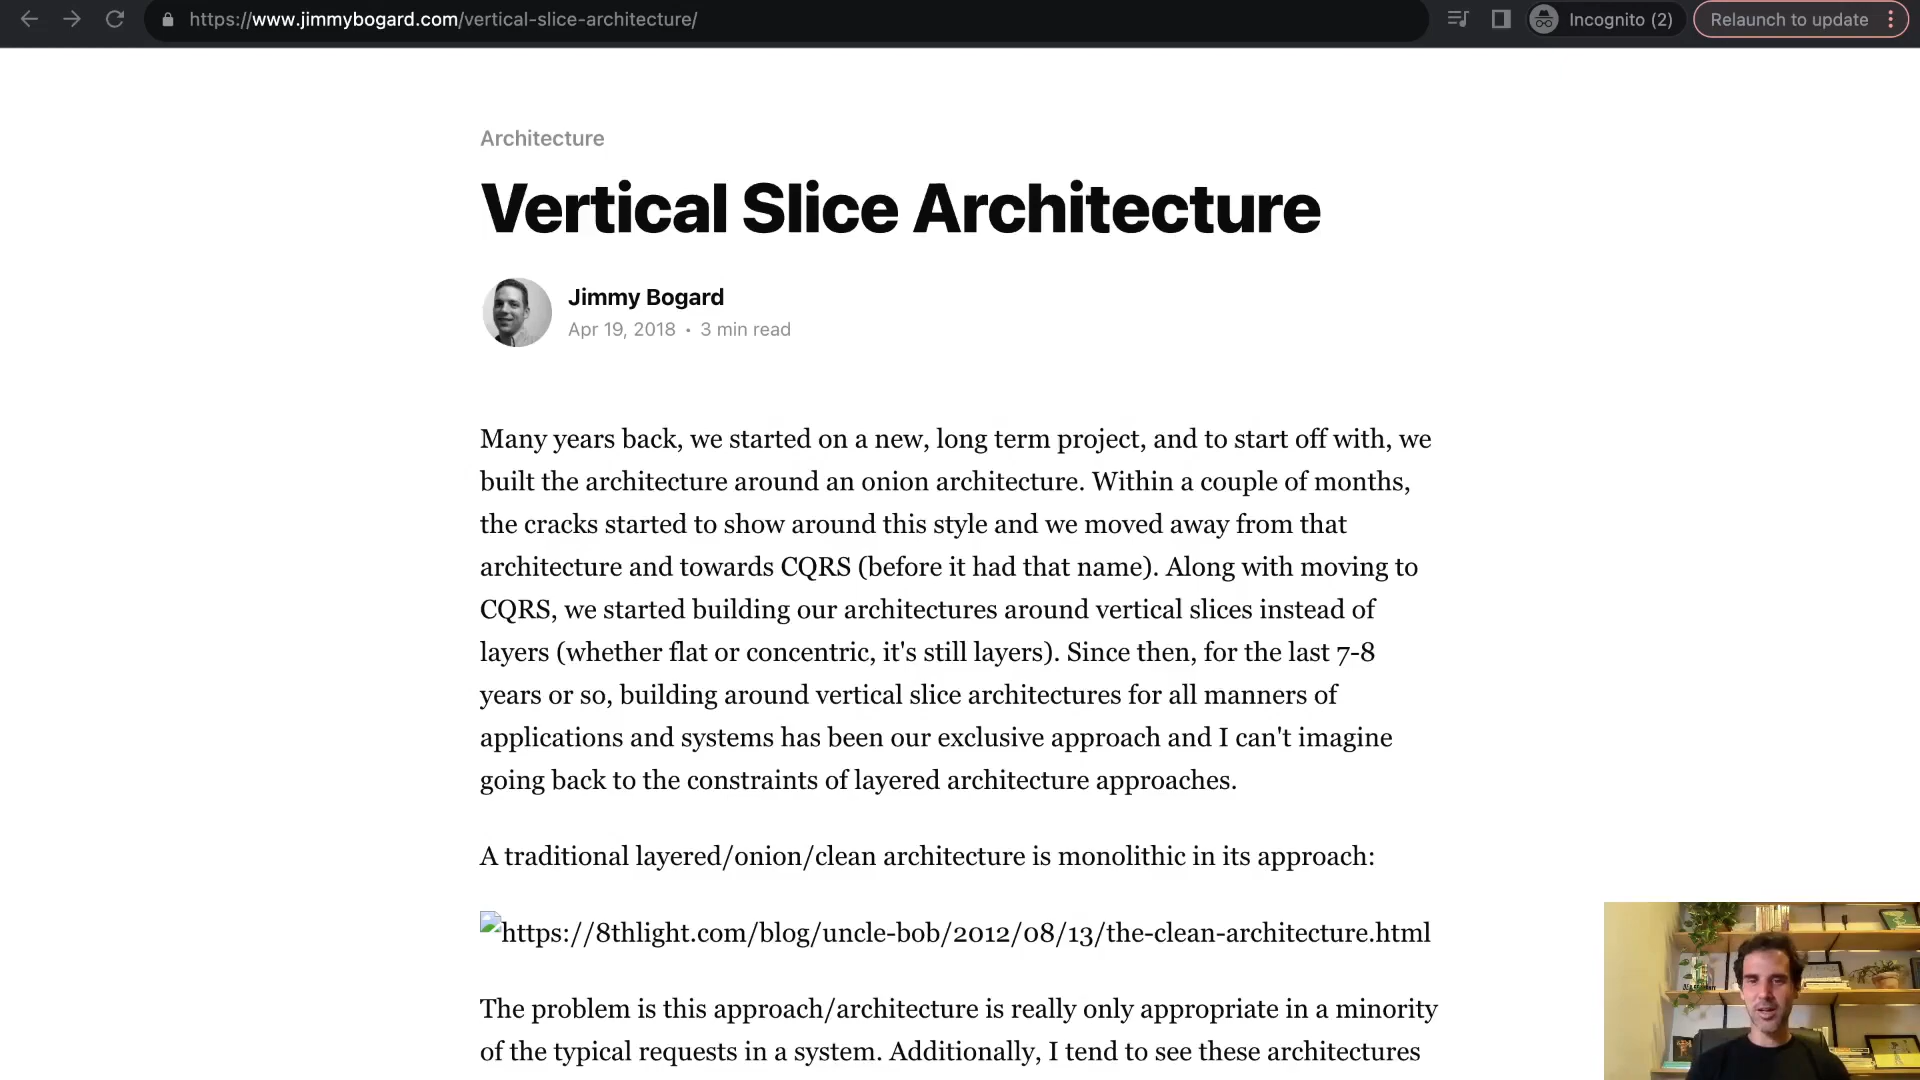 https://www.jimmybogard.com/vertical-slice-architecture/
Incognito (2)
Relaunch to update
Architecture
Vertical Slice Architecture
Jimmy Bogard
Apr 19, 2018 • 3 min read
Many years back, we started on a new, long term project, and to start off with, we
built the architecture around an onion architecture. Within a couple of months,
the cracks started to show around this style and we moved away from that
architecture and towards CQRS (before it had that name). Along with moving to
CQRS, we started building our architectures around vertical slices instead of
layers (whether flat or concentric, it's still layers). Since then, for the last 7-8
years or so, building around vertical slice architectures for all manners of
applications and systems has been our exclusive approach and I can't imagine
going back to the constraints of layered architecture approaches.
A traditional layered/onion/clean architecture is monolithic in its approach:
https://8thlight.com/blog/uncle-bob/2012/08/13/the-clean-architecture.html
The problem is this approach/architecture is really only appropriate in a minority
of the typical requests in a system. Additionally, I tend to see these architectures